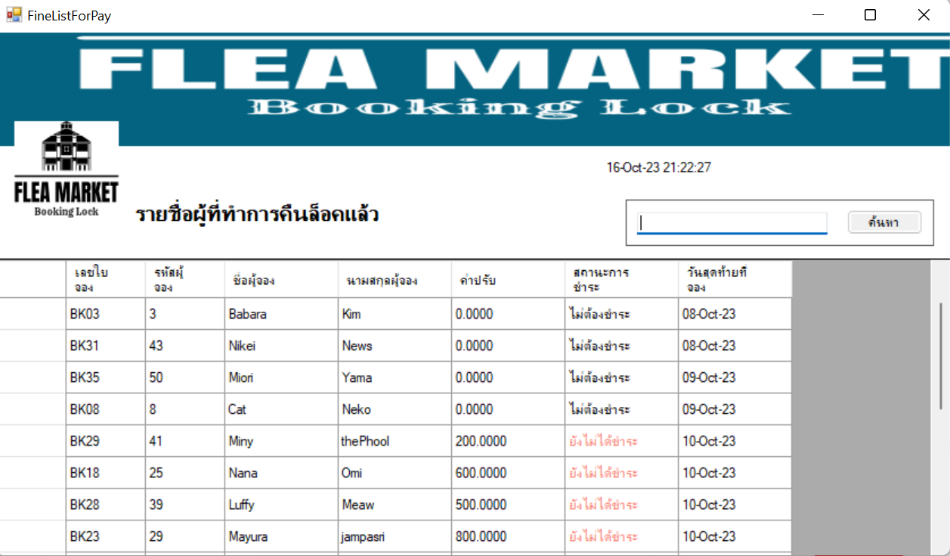 FineListForPay
FLEA MARKET
Booking Lock
16-Oct-23 21:22:27
FLEA MARKET
Booking Lock
รายชื่อผู้ที่ทำการคืนล็อคแล้ว
ค้นหา
เลขใบจอง รหัสผู้จอง ชื่อผู้จอง นามสกุลผู้จอง ค่าปรับ สถานะการชำระ วันสุดท้ายที่จอง
BK03 3 Babara Kim 0.0000 ไม่ต้องชำระ 08-Oct-23
BK31 43 Nikei News 0.0000 ไม่ต้องชำระ 08-Oct-23
BK35 50 Miori Yama 0.0000 ไม่ต้องชำระ 09-Oct-23
BK08 8 Cat Neko 0.0000 ไม่ต้องชำระ 09-Oct-23
BK29 41 Miny thePhool 200.0000 ยังไม่ได้ชำระ 10-Oct-23
BK18 25 Nana Omi 600.0000 ยังไม่ได้ชำระ 10-Oct-23
BK28 39 Luffy Meaw 500.0000 ยังไม่ได้ชำระ 10-Oct-23
BK23 29 Mayura jampasri 800.0000 ยังไม่ได้ชำระ 10-Oct-23